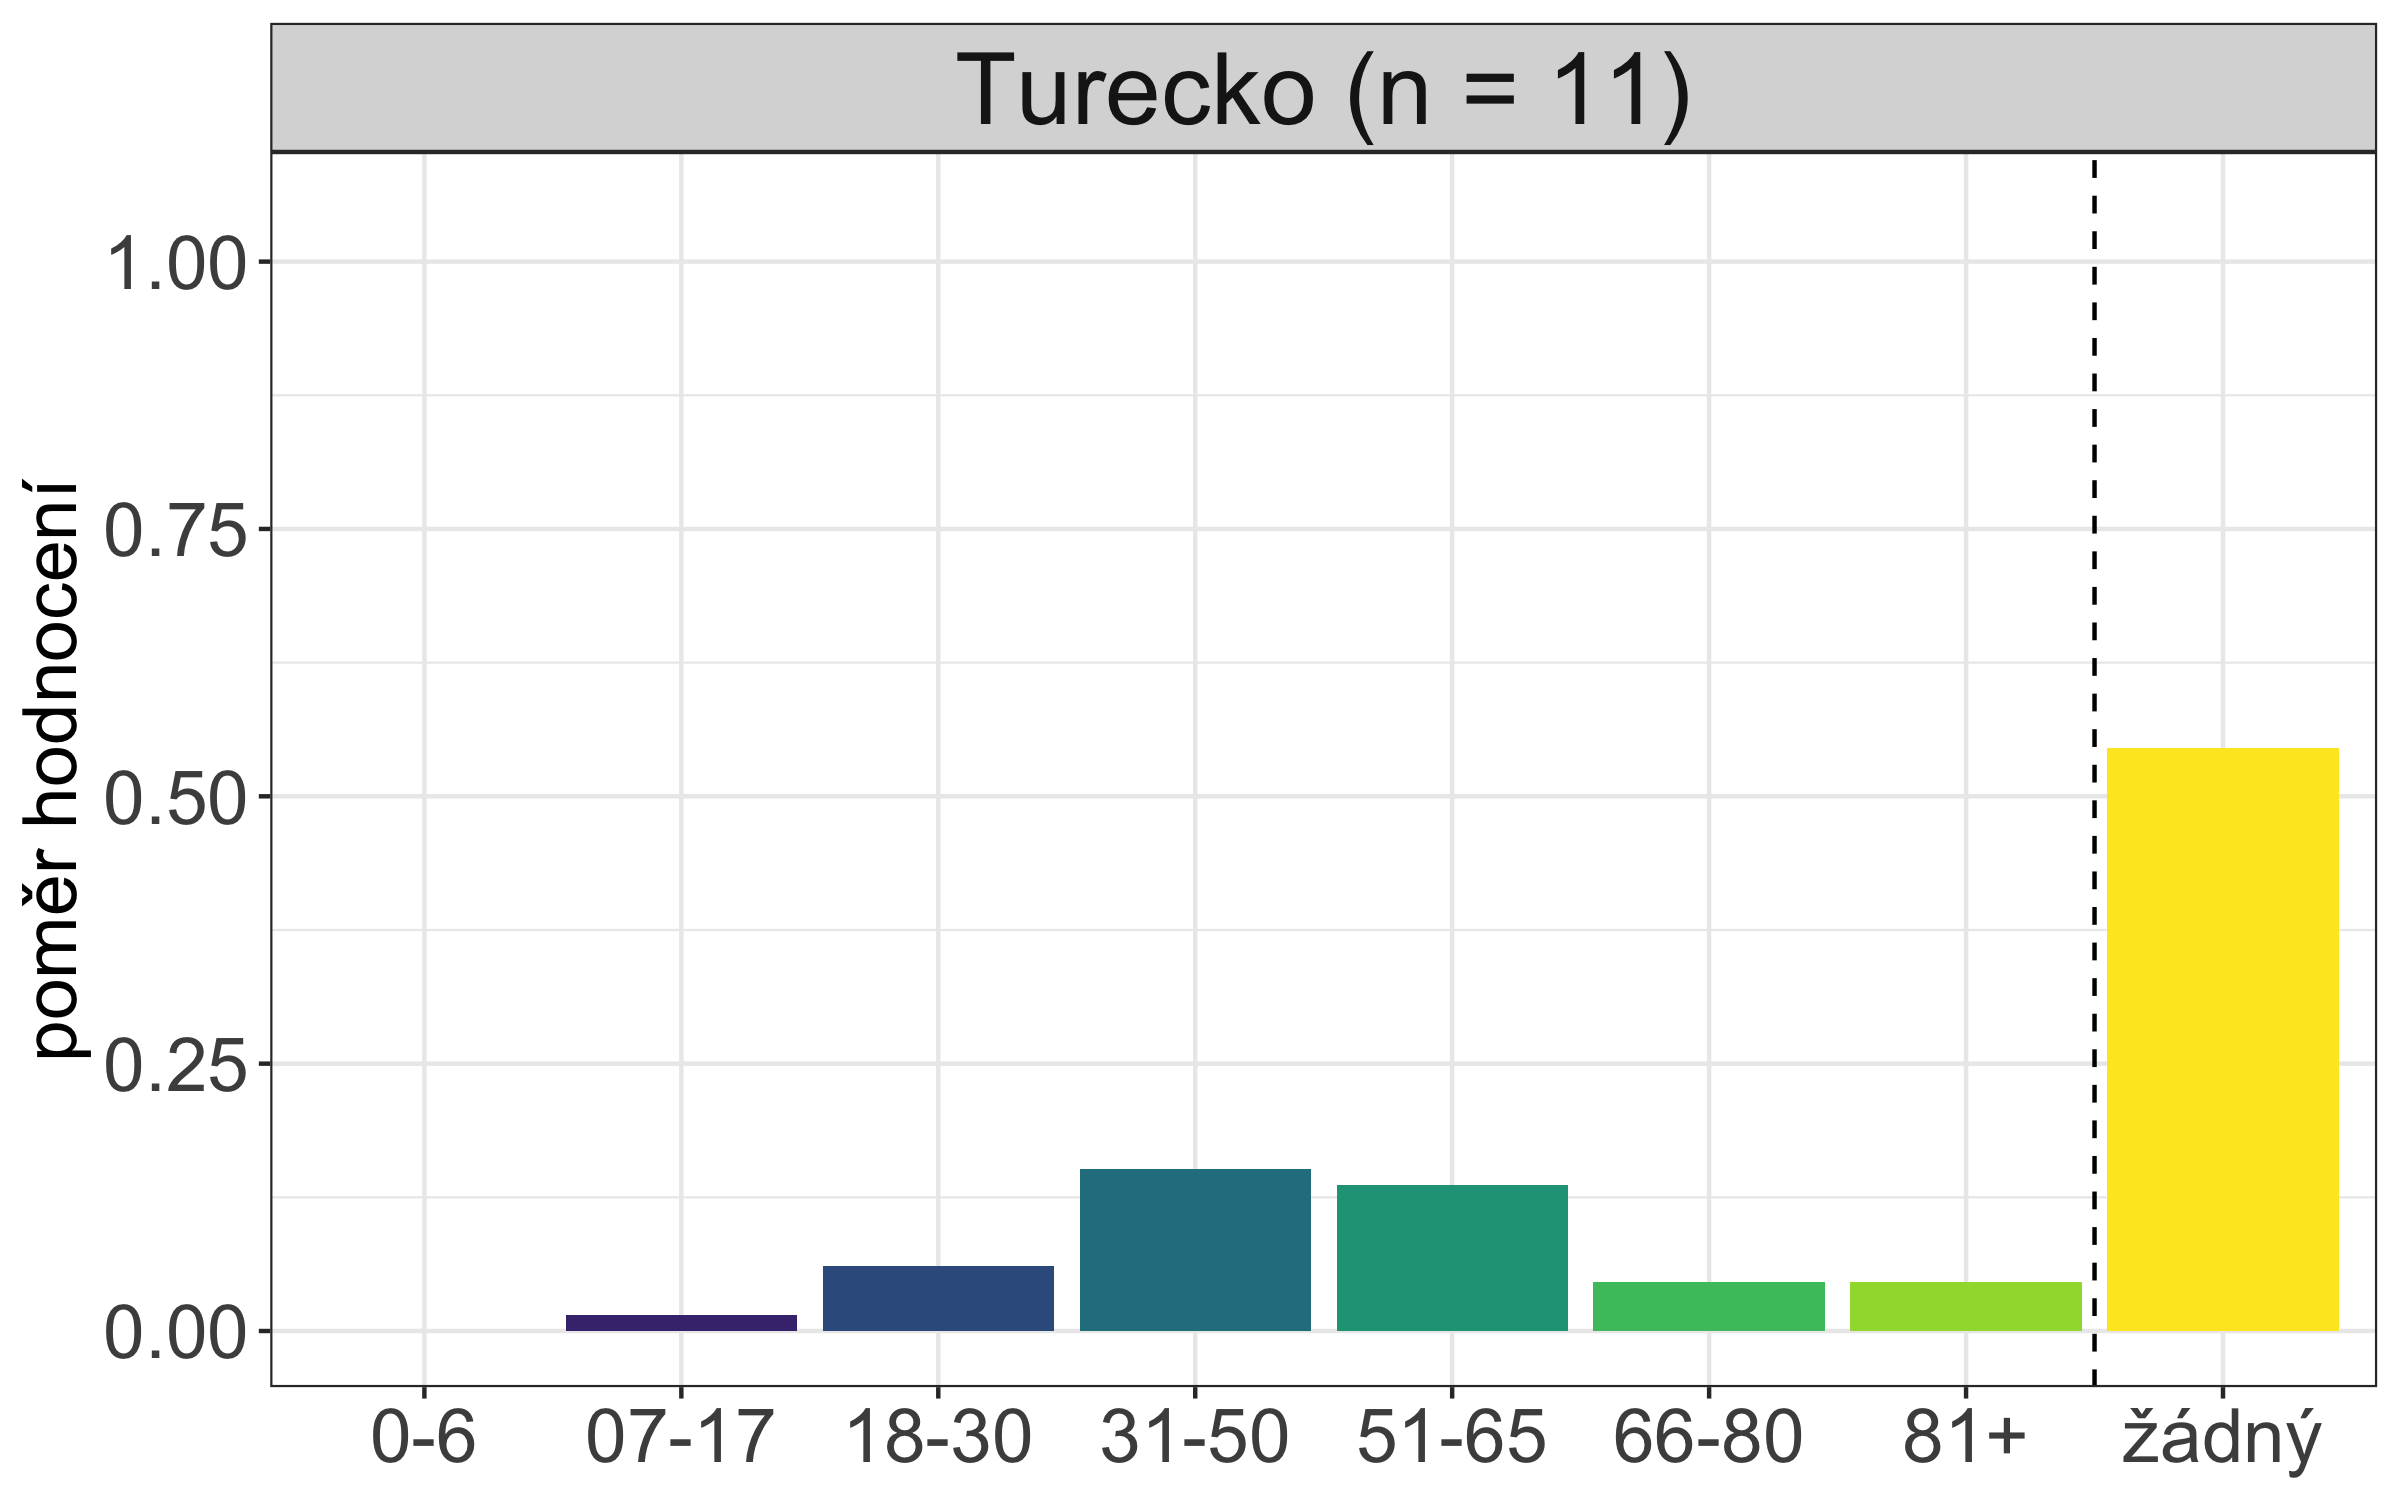 Turecko (n = 11)
poměr hodnocení
1.00
0.75
0.50
0.25
0.00
0-6 07-17 18-30 31-50 51-65 66-80 81+ žádný